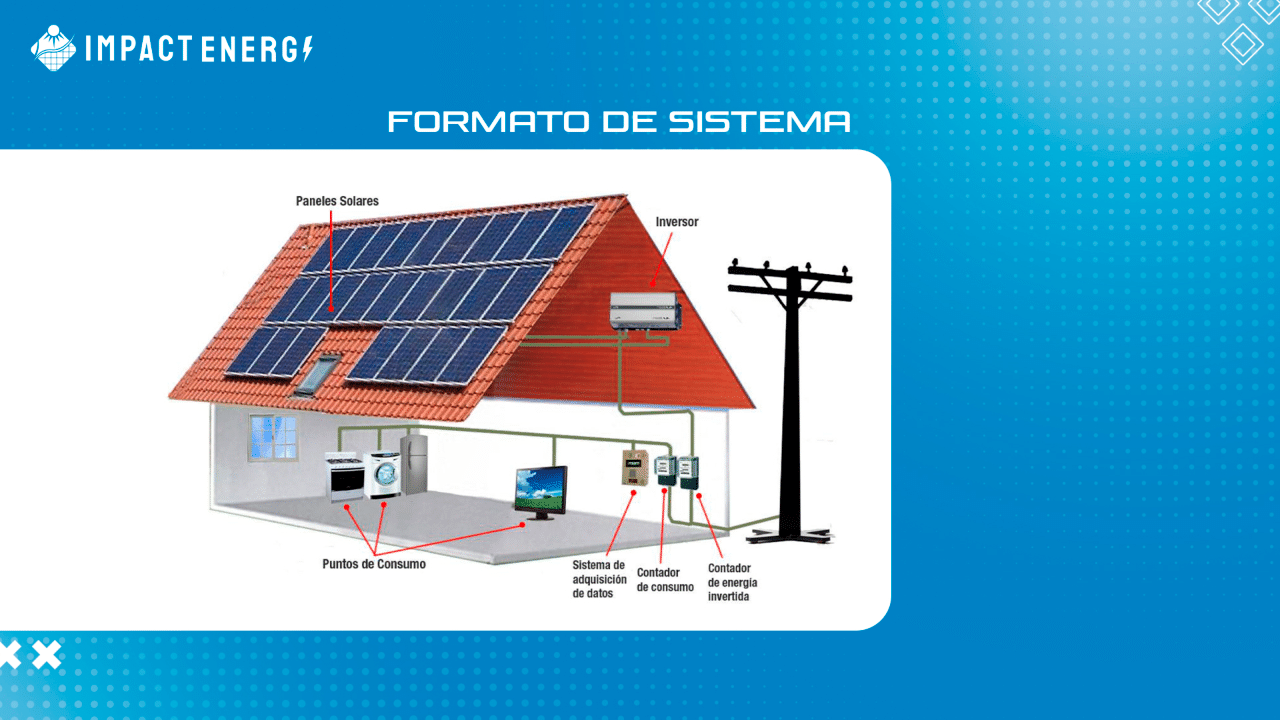 IMPACT ENERGI
FORMATO DE SISTEMA
Paneles Solares
Inversor
Puntos de Consumo
Sistema de
adquisición
de datos
Contador
de consumo
Contador
de energía
invertida